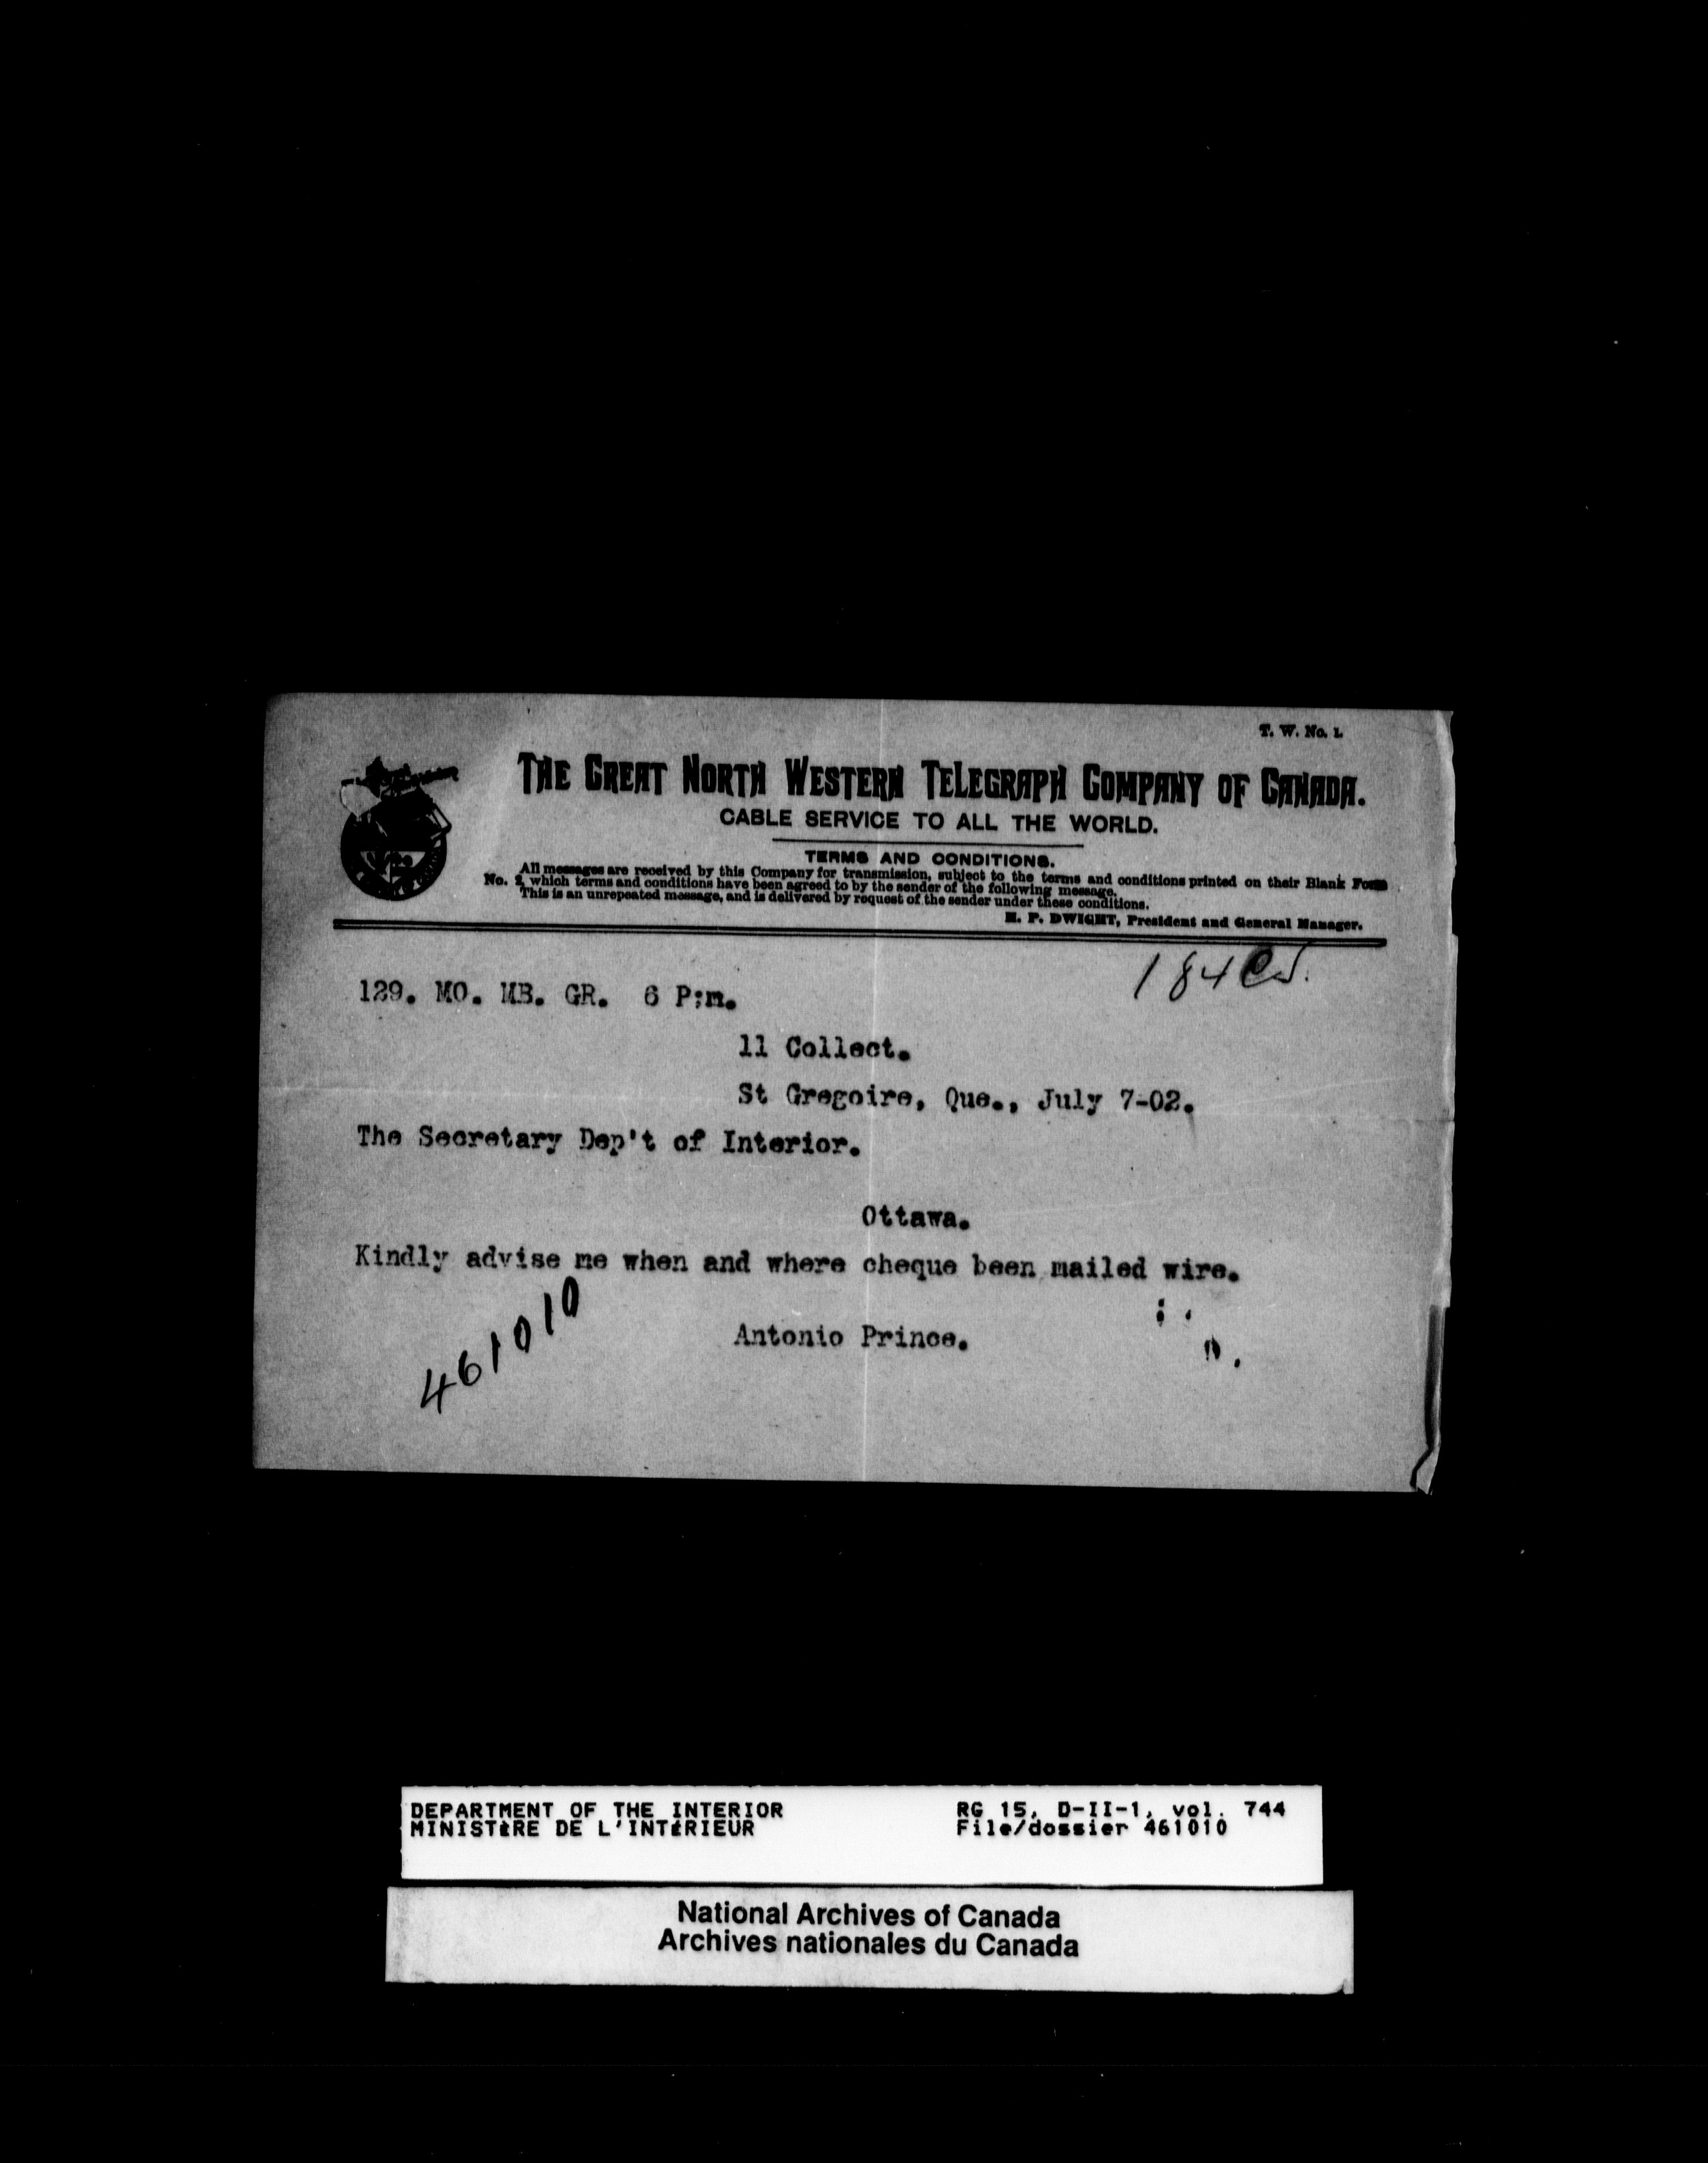 T. W. No. 1.
THE GREAT NORTH WESTERN TELEGRAPH COMPANY OF CANADA.
CABLE SERVICE TO ALL THE WORLD.
TERMS AND CONDITIONS.
All messages are received by this Company for transmission, subject to the terms and conditions printed on their Blank Form
No. 2, which terms and conditions have been agreed to by the sender of the following message.
This is an unrepeated message, and is delivered by request of the sender under these conditions.
H. P. DWIGHT, President and General Manager.
184
129. MO. MB. GR. 6 P;m.
11 Collect.
St Gregoire, Que., July 7-02.
The Secretary Dep't of Interior.
Ottawa.
Kindly advise me when and where cheque been mailed wire.
461010
Antonio Prince.
DEPARTMENT OF THE INTERIOR RG 15, D-II-1, vol. 744
MINISTÈRE DE L'INTÉRIEUR File/dossier 461010
National Archives of Canada
Archives nationales du Canada